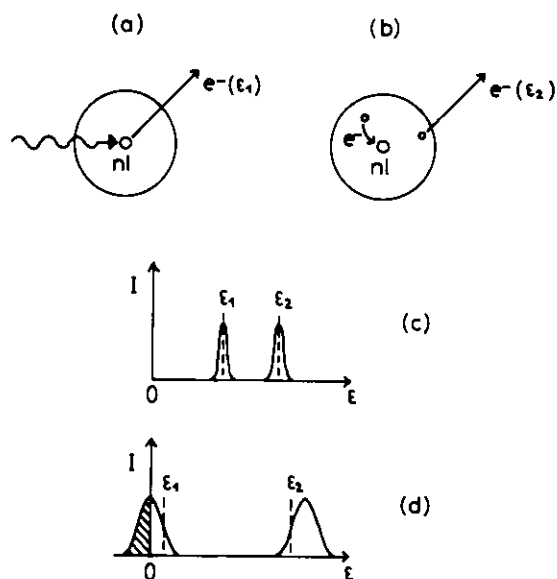 (a) (b)
e-(ε1) e-(ε2)
nl e- nl
I ε1 ε2 (c)
0 ε
I ε1 ε2 (d)
0 ε